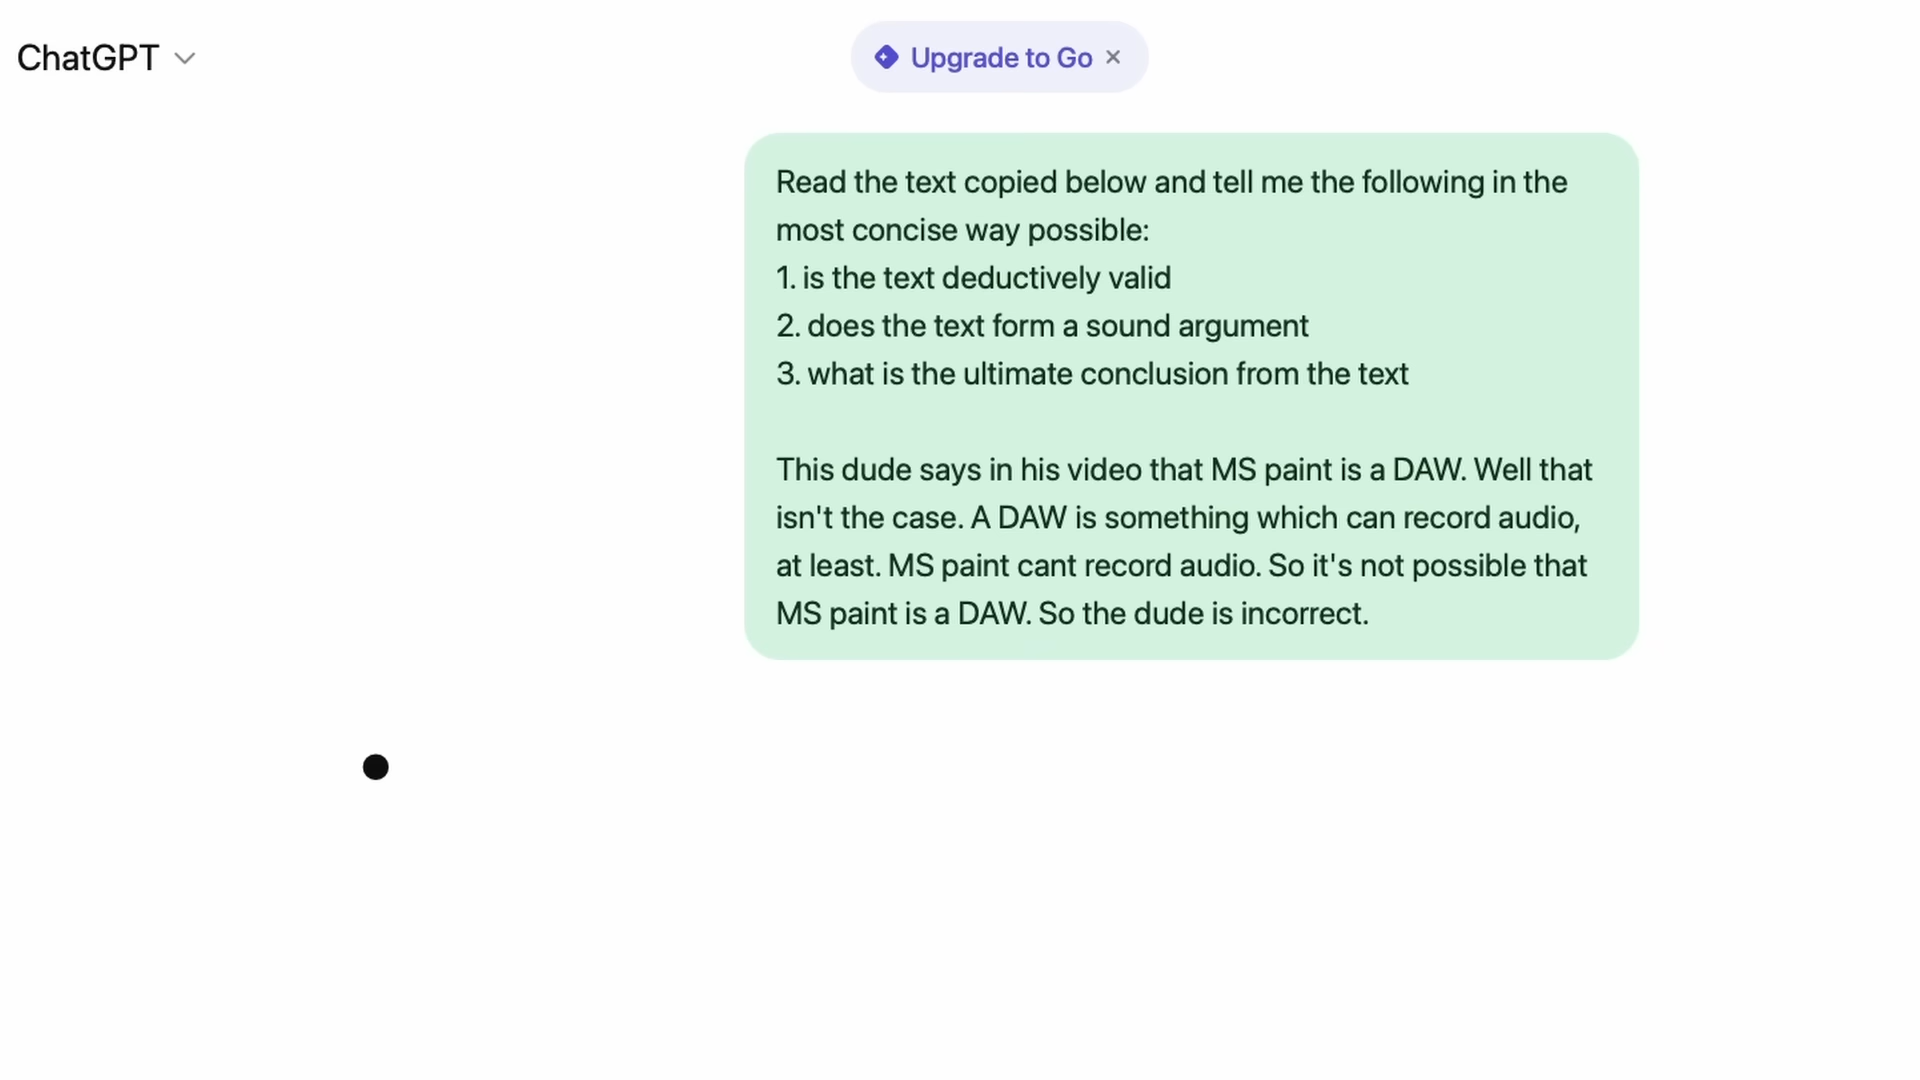 ChatGPT
Upgrade to Go
Read the text copied below and tell me the following in the
most concise way possible:
1. is the text deductively valid
2. does the text form a sound argument
3. what is the ultimate conclusion from the text
This dude says in his video that MS paint is a DAW. Well that
isn't the case. A DAW is something which can record audio,
at least. MS paint cant record audio. So it's not possible that
MS paint is a DAW. So the dude is incorrect.